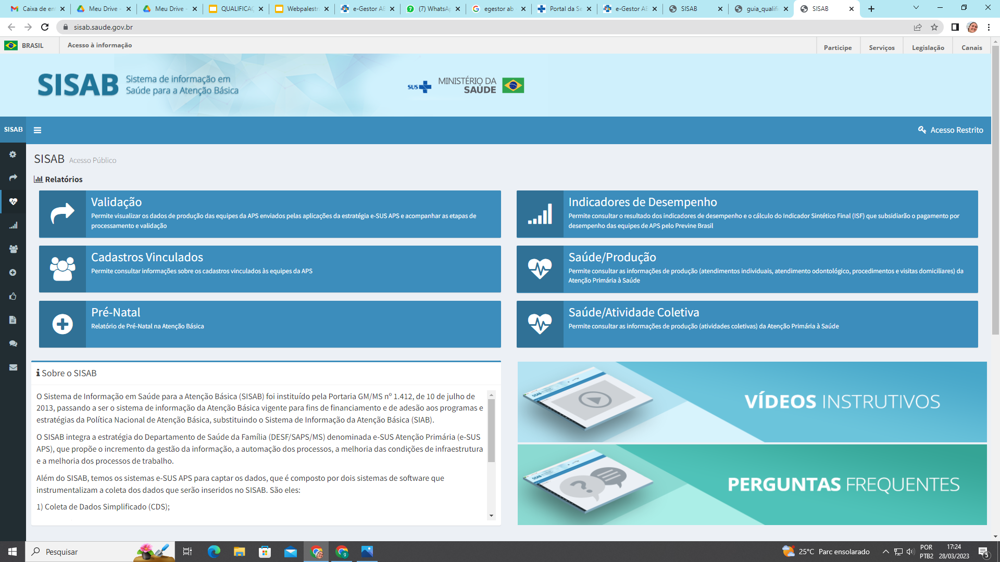 Caixa de en
Meu Drive -
Meu Drive -
QUALIFICAÇ
Webpalestr
e-Gestor AB
(7) WhatsAp
egestor ab
Portal da Se
e-Gestor AB
SISAB
guia_qualifi
SISAB
sisab.saude.gov.br
BRASIL
Acesso à informação
Participe
Serviços
Legislação
Canais
SISAB
Sistema de informação em
Saúde para a Atenção Básica
SUS
MINISTÉRIO DA
SAÚDE
SISAB
Acesso Restrito
SISAB Acesso Público
Relatórios
Validação
Permite visualizar os dados de produção das equipes da APS enviados pelas aplicações da estratégia e-SUS APS e acompanhar as etapas de
processamento e validação
Indicadores de Desempenho
Permite consultar o resultado dos indicadores de desempenho e o cálculo do Indicador Sintético Final (ISF) que subsidiarão o pagamento por
desempenho das equipes de APS pelo Previne Brasil
Cadastros Vinculados
Permite consultar informações sobre os cadastros vinculados às equipes da APS
Saúde/Produção
Permite consultar as informações de produção (atendimentos individuais, atendimento odontológico, procedimentos e visitas domiciliares) da
Atenção Primária à Saúde
Pré-Natal
Relatório de Pré-Natal na Atenção Básica
Saúde/Atividade Coletiva
Permite consultar as informações de produção (atividades coletivas) da Atenção Primária à Saúde
Sobre o SISAB
O Sistema de Informação em Saúde para a Atenção Básica (SISAB) foi instituído pela Portaria GM/MS nº 1.412, de 10 de julho de
2013, passando a ser o sistema de informação da Atenção Básica vigente para fins de financiamento e de adesão aos programas e
estratégias da Política Nacional de Atenção Básica, substituindo o Sistema de Informação da Atenção Básica (SIAB).
O SISAB integra a estratégia do Departamento de Saúde da Família (DESF/SAPS/MS) denominada e-SUS Atenção Primária (e-SUS
APS), que propõe o incremento da gestão da informação, a automação dos processos, a melhoria das condições de infraestrutura
e a melhoria dos processos de trabalho.
Além do SISAB, temos os sistemas e-SUS APS para captar os dados, que é composto por dois sistemas de software que
instrumentalizam a coleta dos dados que serão inseridos no SISAB. São eles:
1) Coleta de Dados Simplificado (CDS);
VÍDEOS INSTRUTIVOS
PERGUNTAS FREQUENTES
Pesquisar
25°C Parc ensolarado
POR
PTB2
17:24
28/03/2023
5